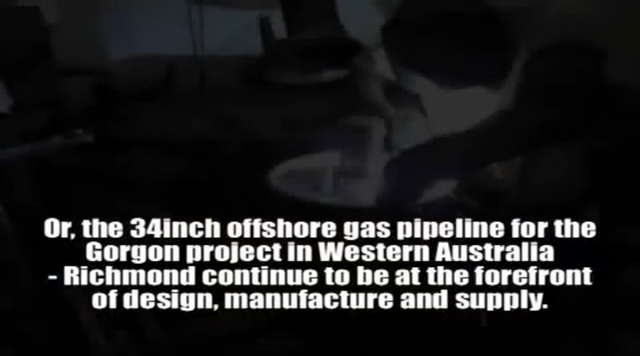 Or, the 34inch offshore gas pipeline for the
Gorgon project in Western Australia
- Richmond continue to be at the forefront
of design, manufacture and supply.